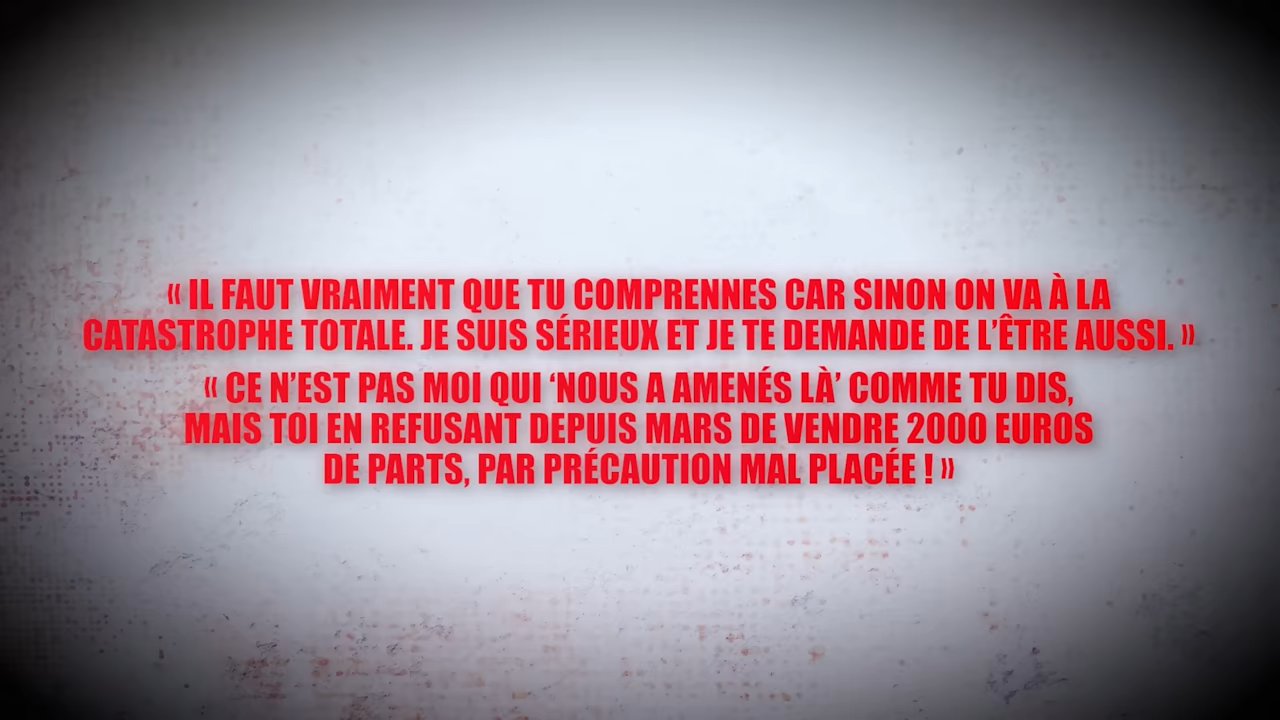 « IL FAUT VRAIMENT QUE TU COMPRENNES CAR SINON ON VA À LA
CATASTROPHE TOTALE. JE SUIS SÉRIEUX ET JE TE DEMANDE DE L’ÊTRE AUSSI. »
« CE N’EST PAS MOI QUI ‘NOUS A AMENÉS LÀ’ COMME TU DIS,
MAIS TOI EN REFUSANT DEPUIS MARS DE VENDRE 2000 EUROS
DE PARTS, PAR PRÉCAUTION MAL PLACÉE ! »